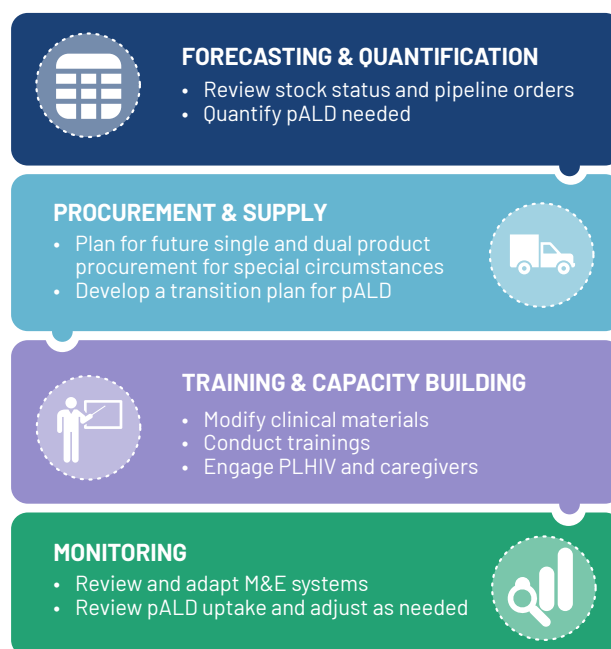 FORECASTING & QUANTIFICATION
• Review stock status and pipeline orders
• Quantify pALD needed
PROCUREMENT & SUPPLY
• Plan for future single and dual product
procurement for special circumstances
• Develop a transition plan for pALD
TRAINING & CAPACITY BUILDING
• Modify clinical materials
• Conduct trainings
• Engage PLHIV and caregivers
MONITORING
• Review and adapt M&E systems
• Review pALD uptake and adjust as needed